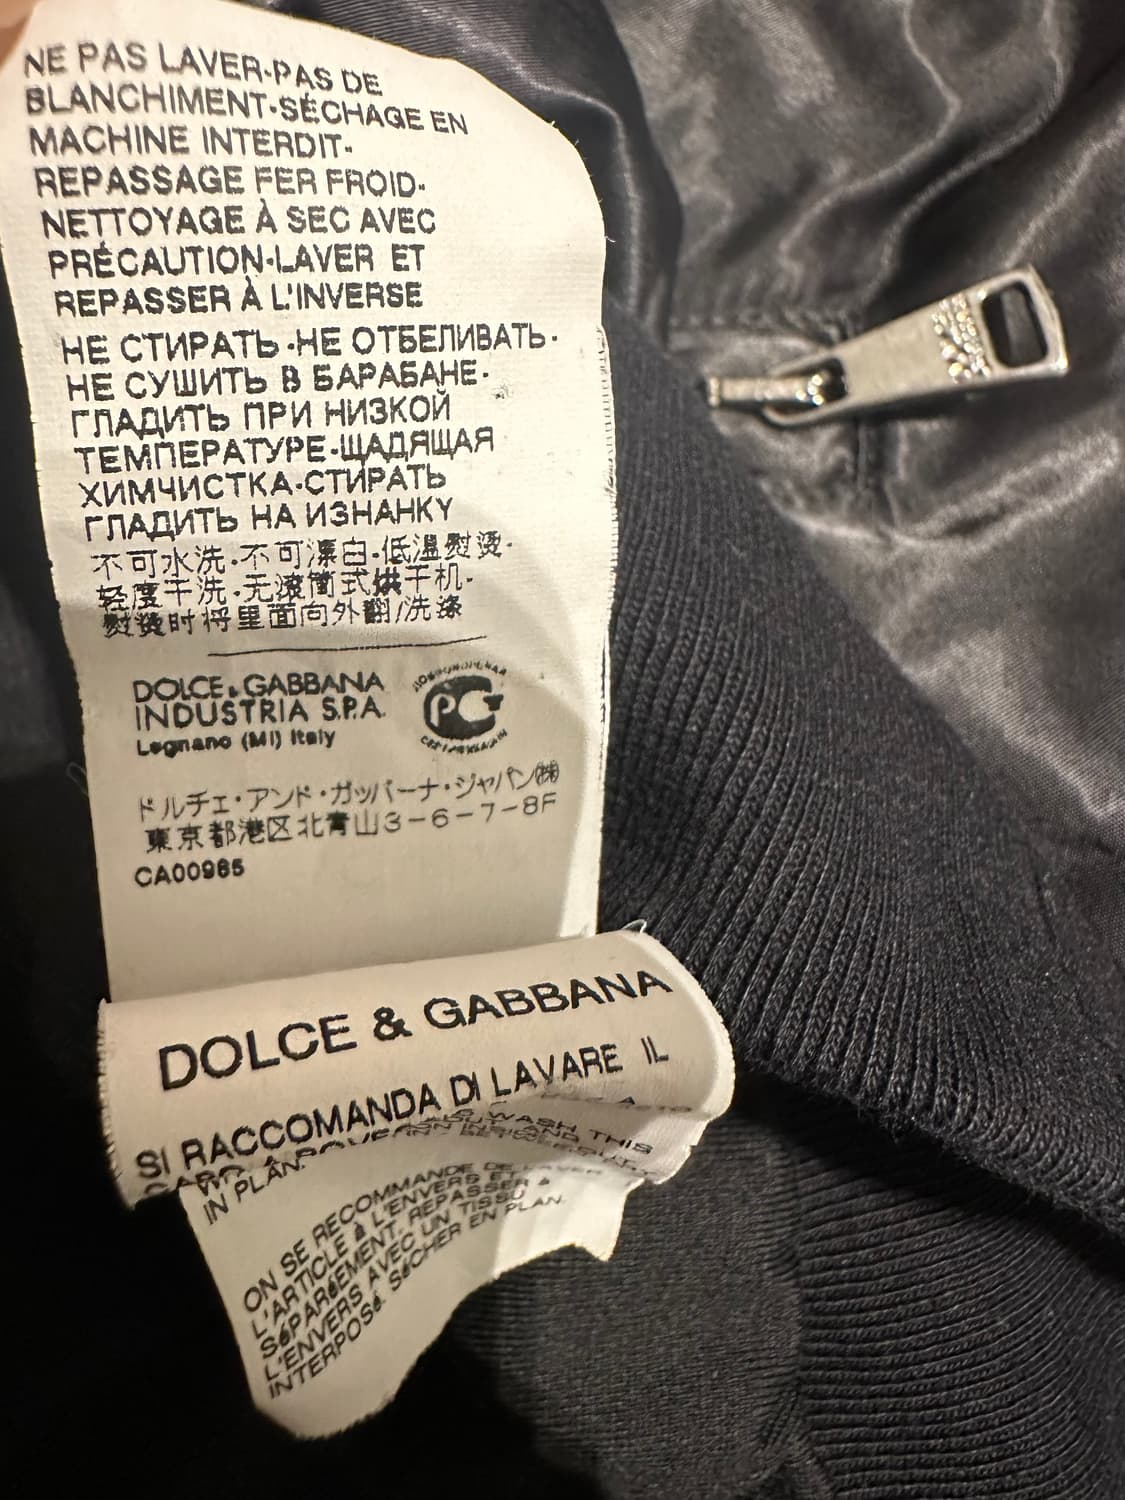 NE PAS LAVER-PAS DE
BLANCHIMENT-SÉCHAGE EN
MACHINE INTERDIT-
REPASSAGE FER FROID-
NETTOYAGE À SEC AVEC
PRÉCAUTION-LAVER ET
REPASSER À L'INVERSE
НЕ СТИРАТЬ-НЕ ОТБЕЛИВАТЬ-
НЕ СУШИТЬ В БАРАБАНЕ-
ГЛАДИТЬ ПРИ НИЗКОЙ
ТЕМПЕРАТУРЕ-ЩАДЯЩАЯ
ХИМЧИСТКА-СТИРАТЬ
ГЛАДИТЬ НА ИЗНАНКУ
不可水洗-不可漂白-低温熨烫-
轻度干洗-无滚筒式烘干机-
熨烫时将里面向外翻/洗涤
DOLCE & GABBANA
INDUSTRIA S.P.A.
Legnano (MI) Italy
ドルチェ・アンド・ガッバーナ・ジャパン㈱
東京都港区北青山3-6-7-8F
CA00985
DOLCE & GABBANA
SI RACCOMANDA DI LAVARE IL
WASH THIS
IN PLAN.
ON SE RECOMMANDE DE LAVER
L'ARTICLE À L'ENVERS ET
SÉPARÉMENT. REPASSER À
L'ENVERS AVEC UN TISSU
INTERPOSÉ. SÉCHER EN PLAN.